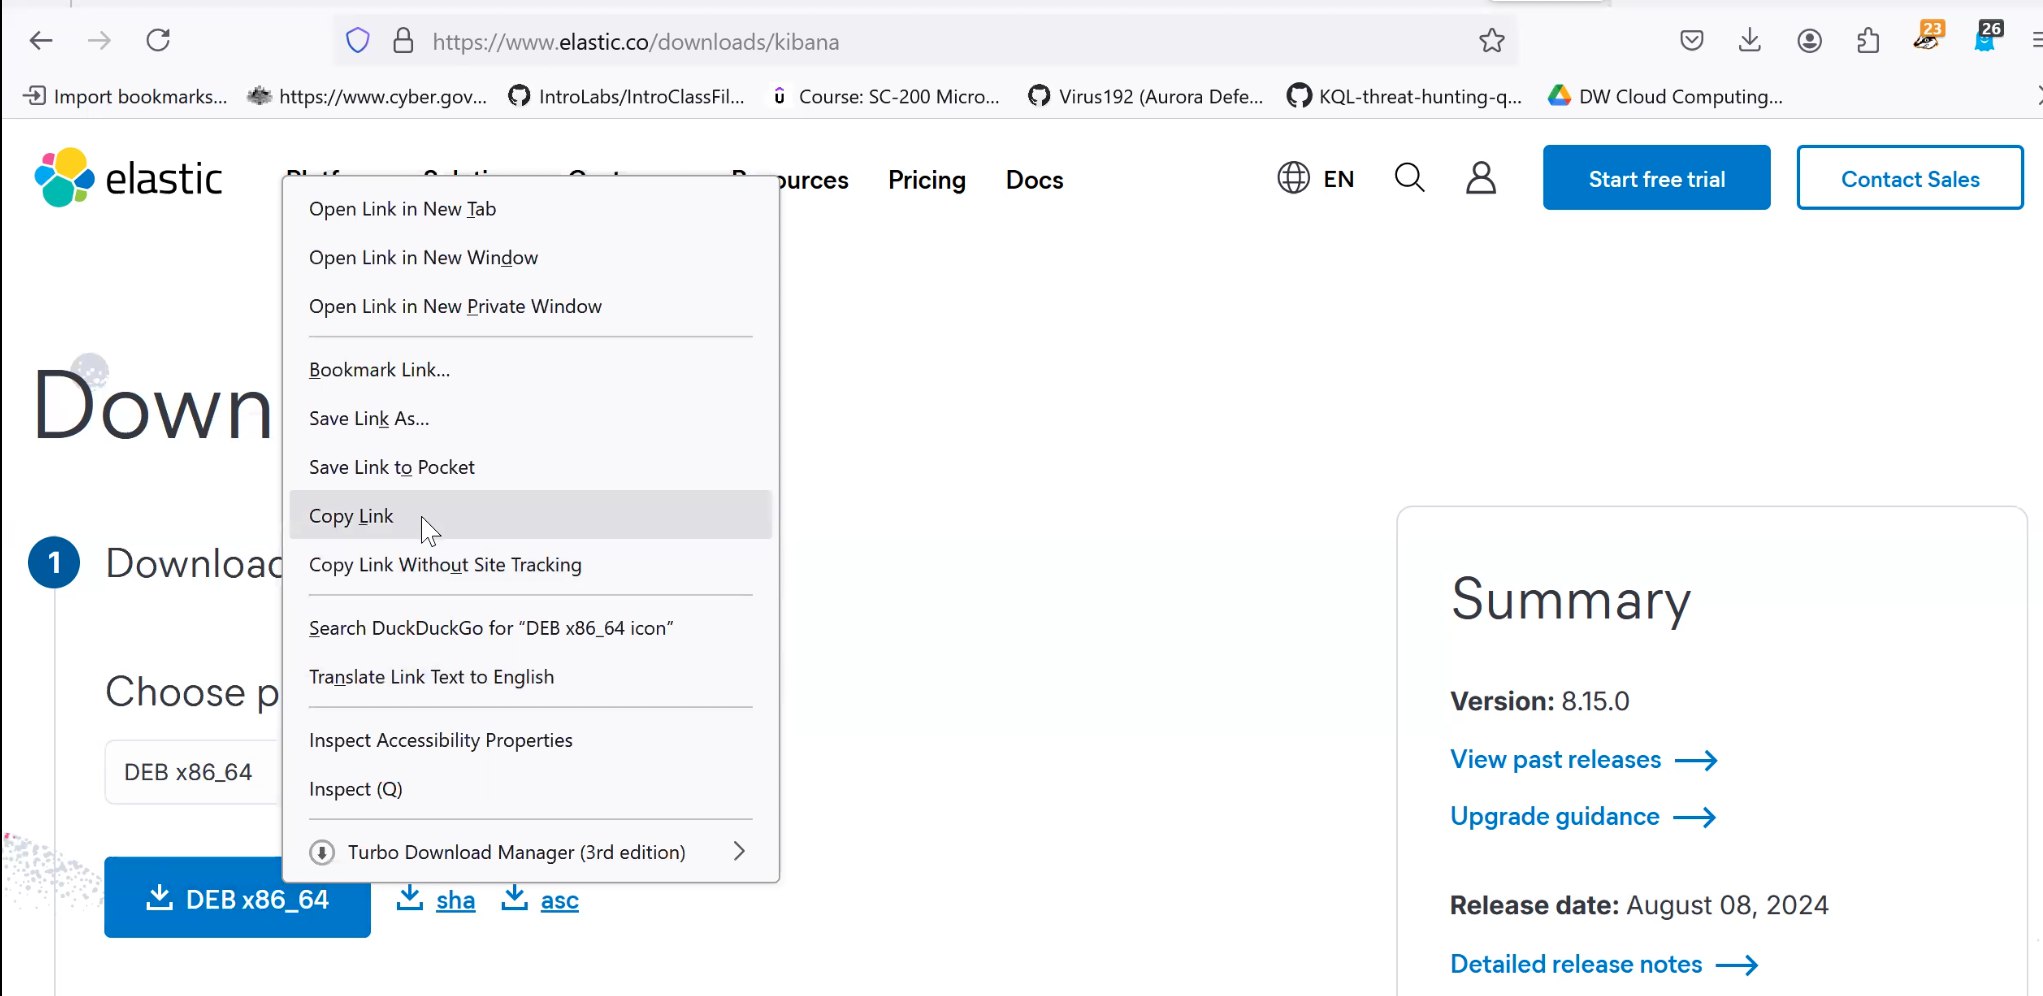 https://www.elastic.co/downloads/kibana
23
26
Import bookmarks...
https://www.cyber.gov...
IntroLabs/IntroClassFil...
Course: SC-200 Micro...
Virus192 (Aurora Defe...
KQL-threat-hunting-q...
DW Cloud Computing...
elastic
ources
Pricing
Docs
EN
Start free trial
Contact Sales
Open Link in New Tab
Open Link in New Window
Open Link in New Private Window
Bookmark Link...
Save Link As...
Save Link to Pocket
Copy Link
Copy Link Without Site Tracking
Search DuckDuckGo for “DEB x86_64 icon”
Translate Link Text to English
Inspect Accessibility Properties
Inspect (Q)
Turbo Download Manager (3rd edition)
Down
1
Downloa
Choose p
DEB x86_64
DEB x86_64
sha
asc
Summary
Version: 8.15.0
View past releases
Upgrade guidance
Release date: August 08, 2024
Detailed release notes